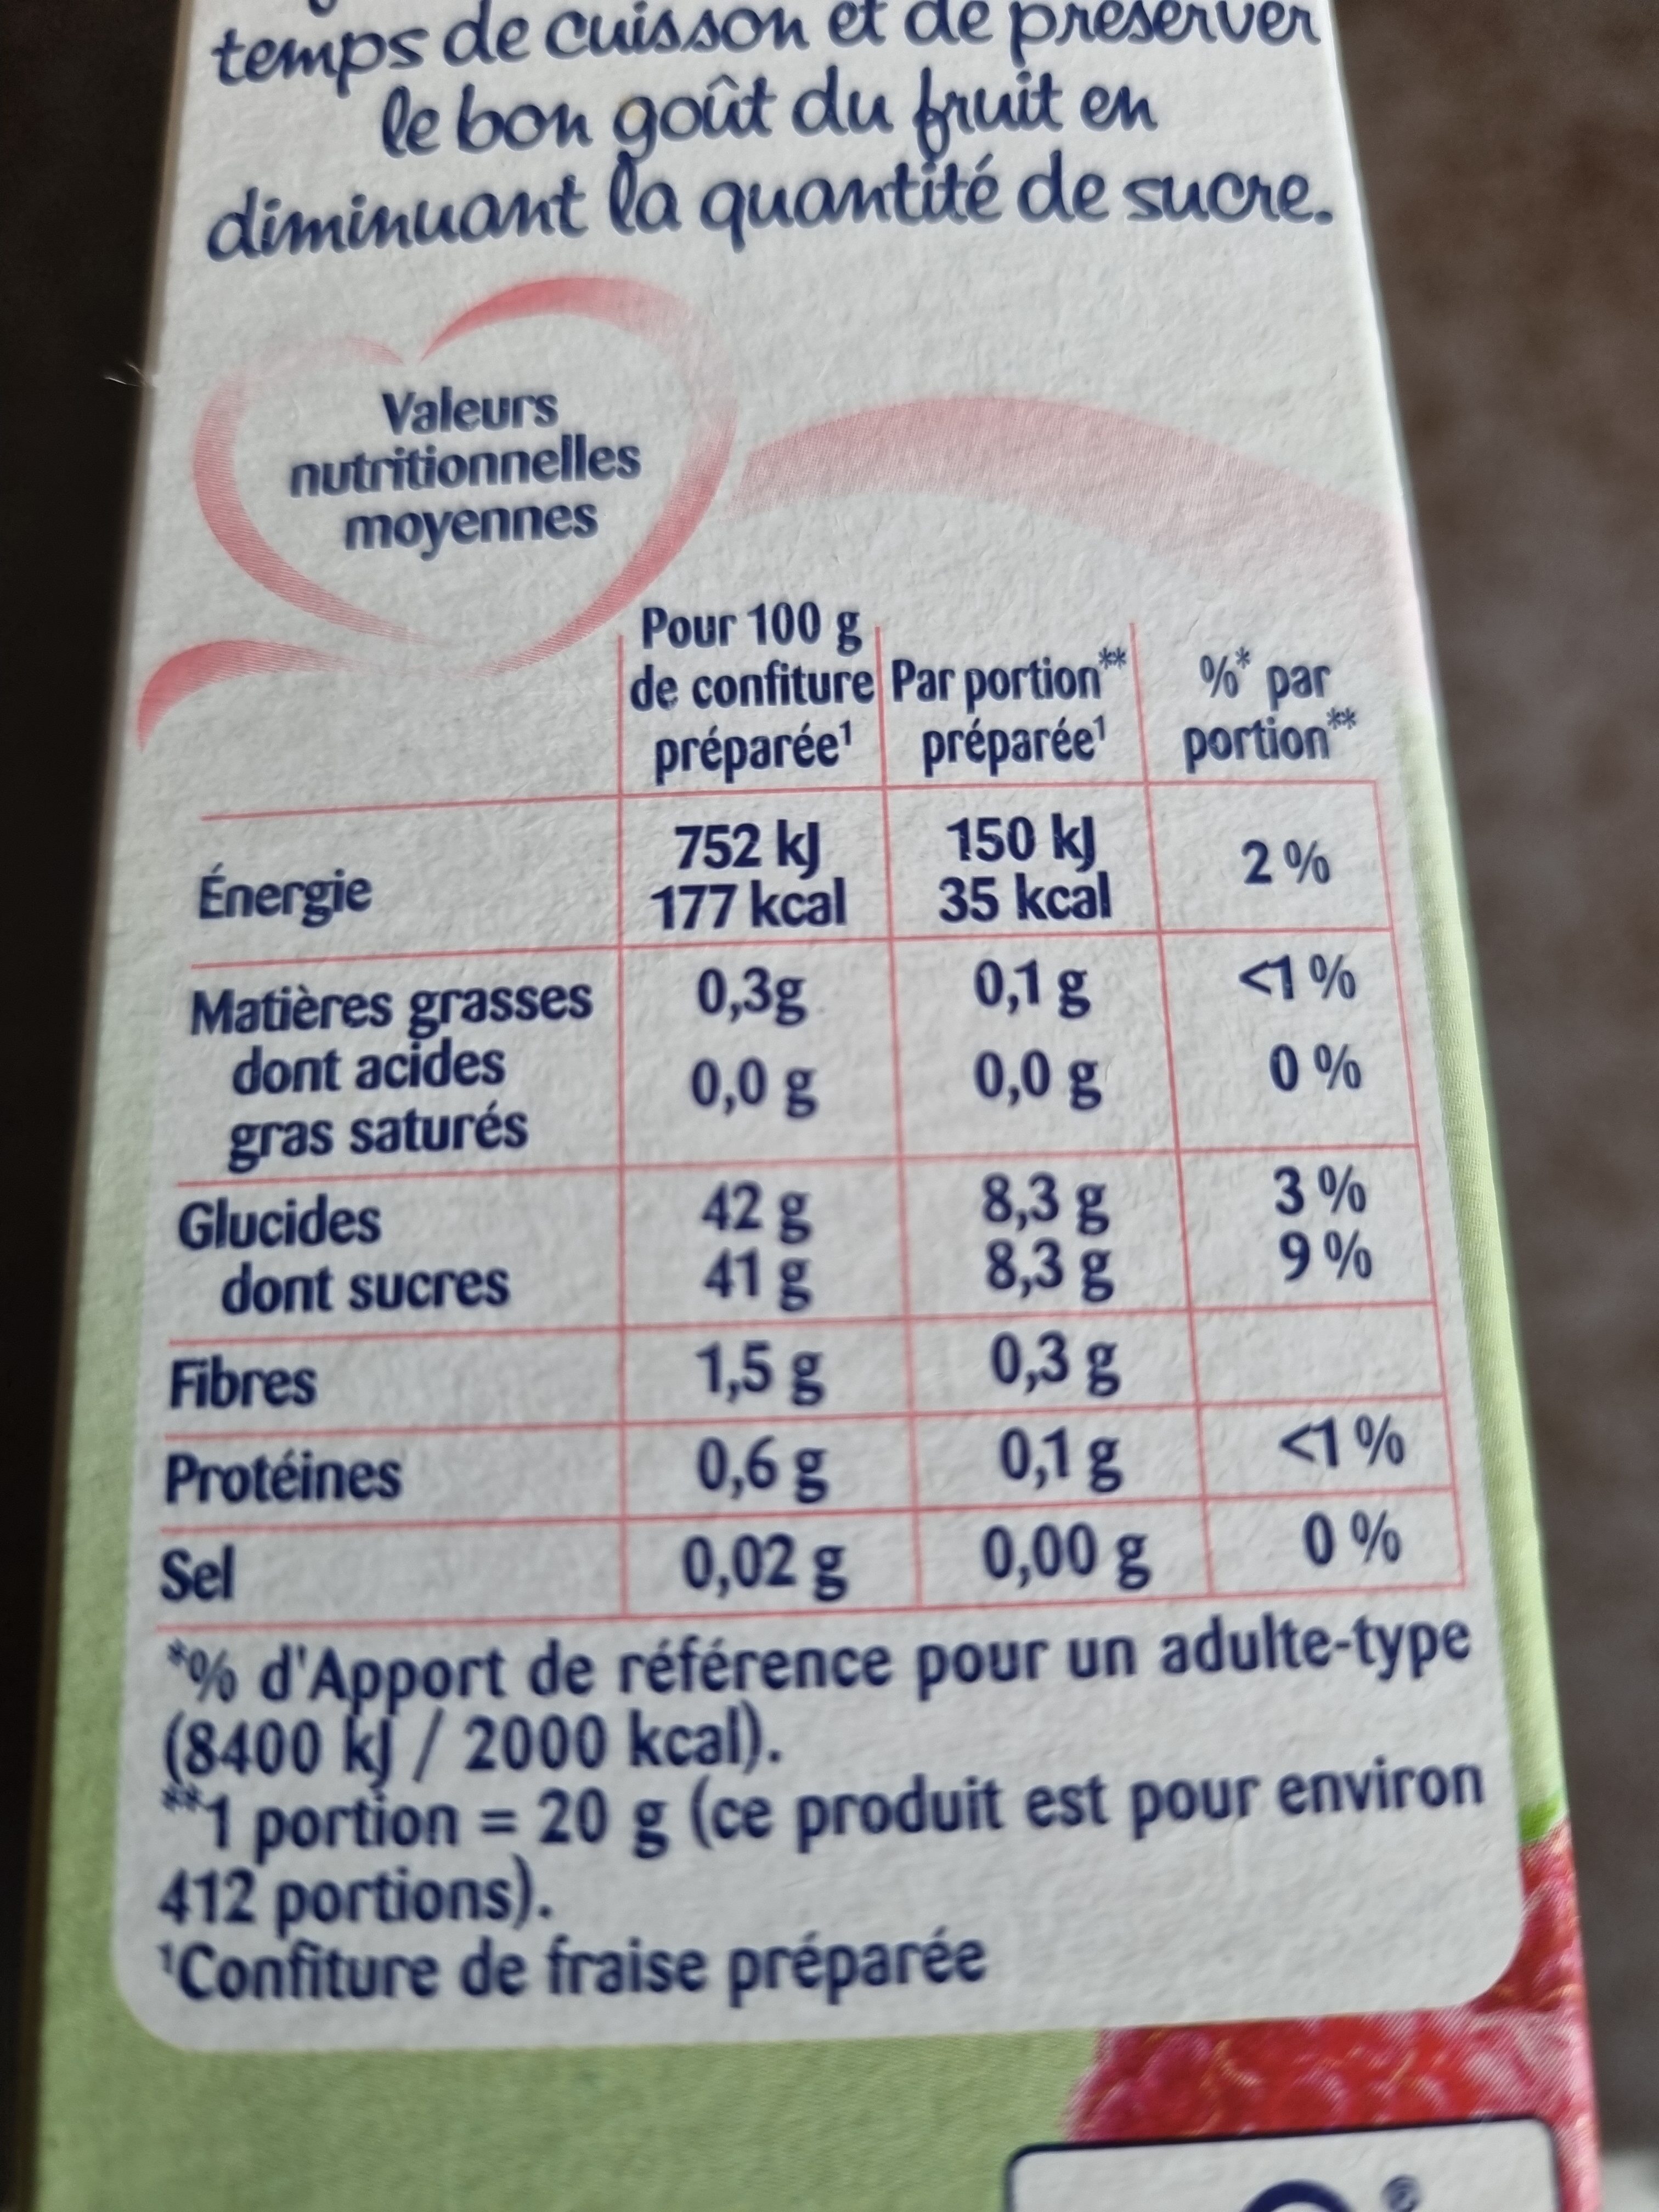 temps de cuisson et de préserver
le bon goût du fruit en
diminuant la quantité de sucre.
Valeurs
nutritionnelles
moyennes
Pour 100 g
de confiture
préparée¹
Par portion**
préparée¹
%* par
portion**
Énergie
752 kJ
177 kcal
150 kJ
35 kcal
2 %
Matières grasses 0,3g 0,1 g <1 %
dont acides
gras saturés
0,0 g 0,0 g 0 %
Glucides 42 g 8,3 g 3 %
dont sucres 41 g 8,3 g 9 %
Fibres 1,5 g 0,3 g
Protéines 0,6 g 0,1 g <1 %
Sel 0,02 g 0,00 g 0 %
*% d'Apport de référence pour un adulte-type
(8400 kJ / 2000 kcal).
**1 portion = 20 g (ce produit est pour environ
412 portions).
¹Confiture de fraise préparée
®